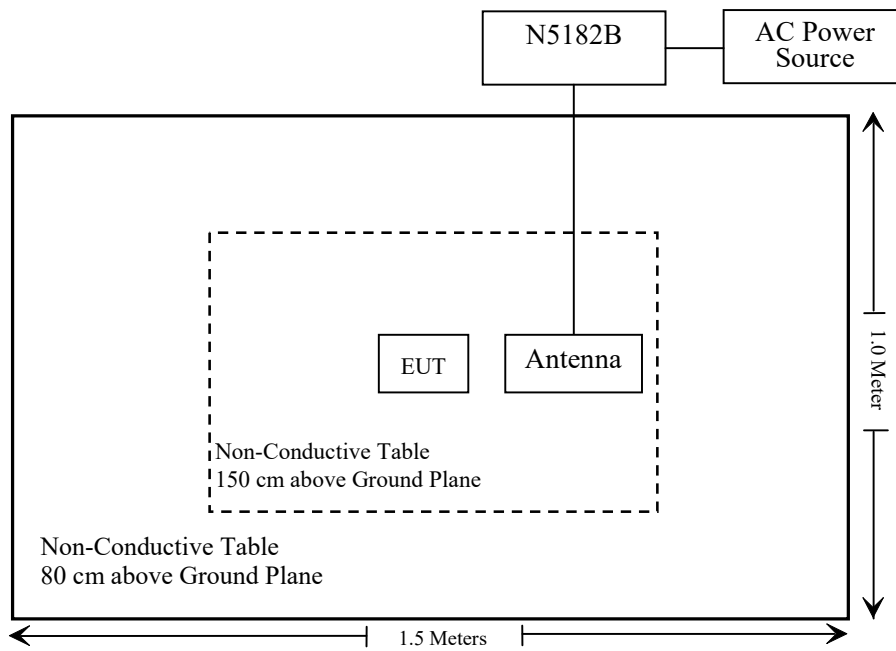 N5182B
AC Power
Source
EUT
Antenna
1.0 Meter
Non-Conductive Table
150 cm above Ground Plane
Non-Conductive Table
80 cm above Ground Plane
1.5 Meters